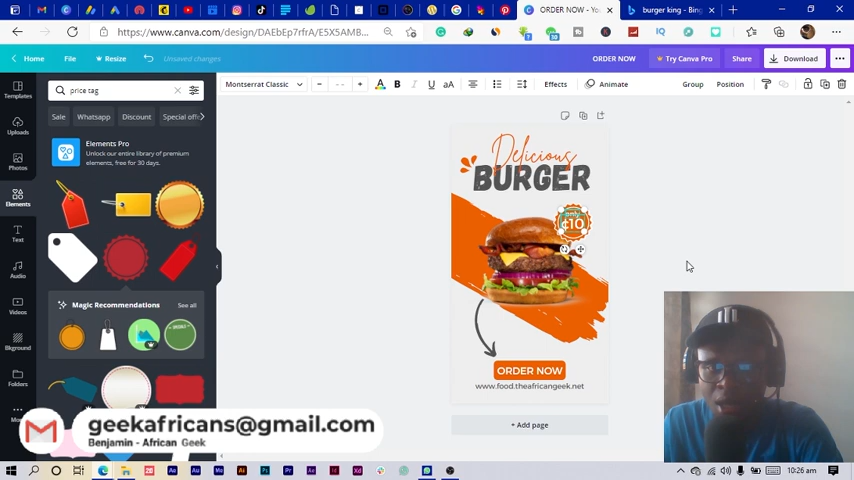 ORDER NOW - Yo
burger king - Bing
https://www.canva.com/design/DAEbEp7rfrA/E5X5AMB...
Home
File
Resize
Unsaved changes
ORDER NOW
Try Canva Pro
Share
Download
Montserrat Classic
- -
B
I
U
aA
Effects
Animate
Group
Position
Templates
Uploads
Photos
Elements
Text
Audio
Videos
Bkground
Folders
price tag
Sale
Whatsapp
Discount
Special offe
Elements Pro
Unlock our entire library of premium
elements, free for 30 days.
Magic Recommendations
See all
Delicious
BURGER
only
¢10
ORDER NOW
www.food.theafricangeek.net
+ Add page
geekafricans@gmail.com
Benjamin - African Geek
10:26 am